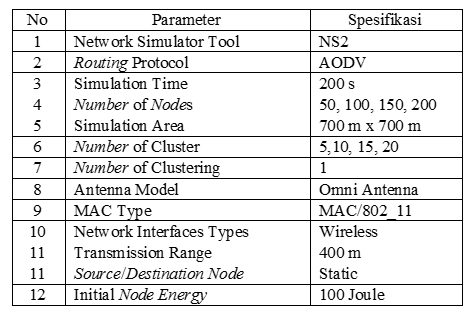 No Parameter Spesifikasi
1 Network Simulator Tool NS2
2 Routing Protocol AODV
3 Simulation Time 200 s
4 Number of Nodes 50, 100, 150, 200
5 Simulation Area 700 m x 700 m
6 Number of Cluster 5,10, 15, 20
7 Number of Clustering 1
8 Antenna Model Omni Antenna
9 MAC Type MAC/802_11
10 Network Interfaces Types Wireless
11 Transmission Range 400 m
11 Source/Destination Node Static
12 Initial Node Energy 100 Joule